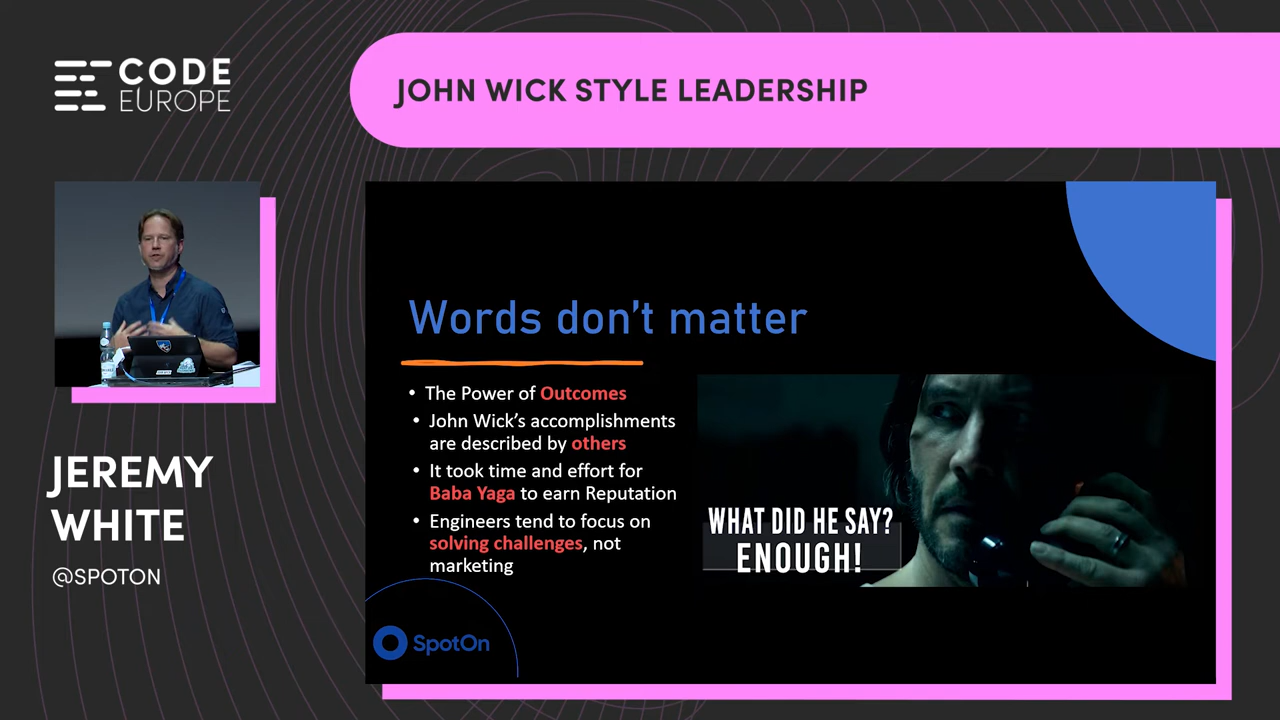 CODE
EUROPE
JOHN WICK STYLE LEADERSHIP
JEREMY
WHITE
@SPOTON
Words don't matter
• The Power of Outcomes
• John Wick's accomplishments
are described by others
• It took time and effort for
Baba Yaga to earn Reputation
• Engineers tend to focus on
solving challenges, not
marketing
WHAT DID HE SAY?
ENOUGH!
SpotOn